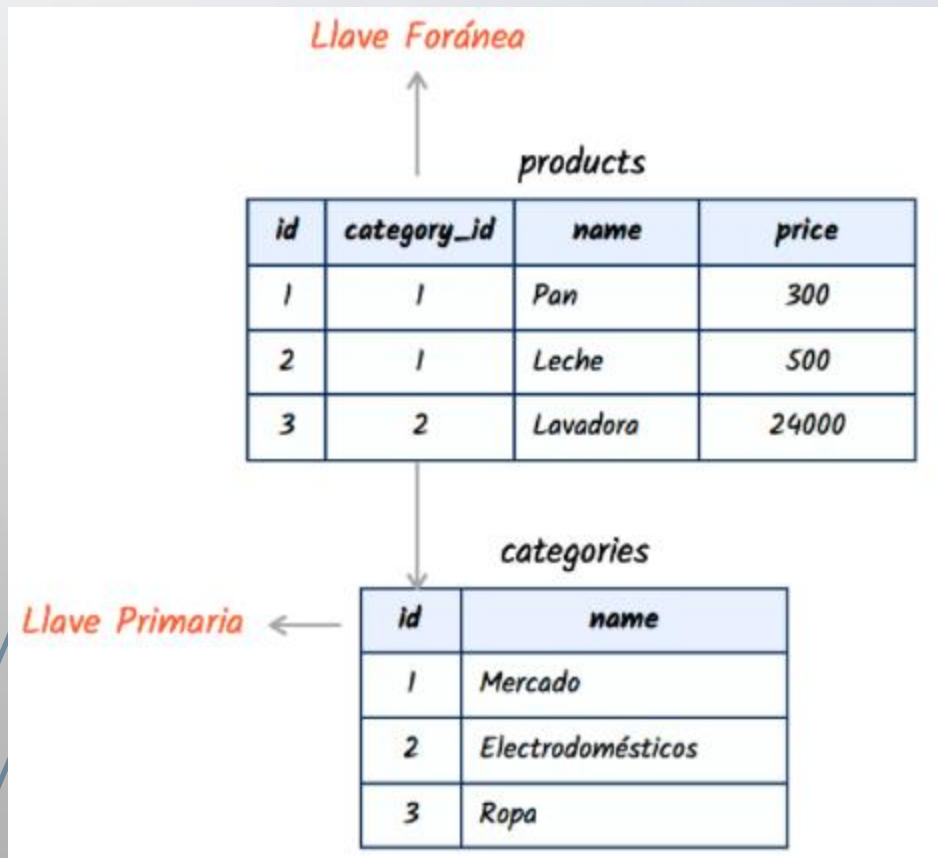 Llave Foránea
products
id category_id name price
1 1 Pan 300
2 1 Leche 500
3 2 Lavadora 24000
categories
Llave Primaria
id name
1 Mercado
2 Electrodomésticos
3 Ropa